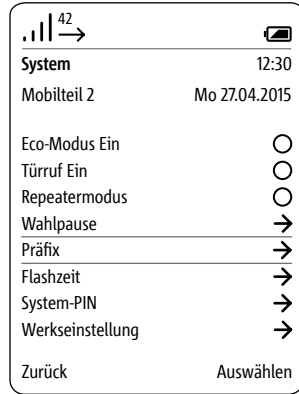 42
System 12:30
Mobilteil 2 Mo 27.04.2015
Eco-Modus Ein
Türruf Ein
Repeatermodus
Wahlpause
Präfix
Flashzeit
System-PIN
Werkseinstellung
Zurück Auswählen